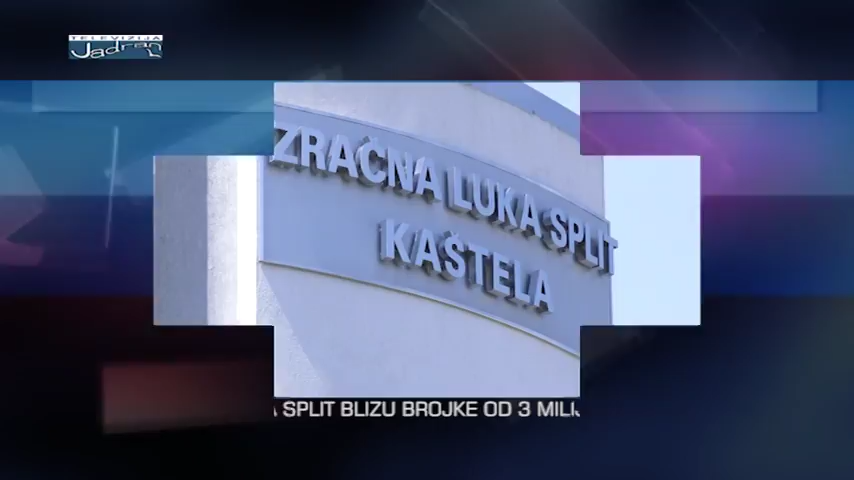 TELEVIZIJA
Jadran
ZRAČNA LUKA SPLIT
KAŠTELA
SPLIT BLIZU BROJKE OD 3